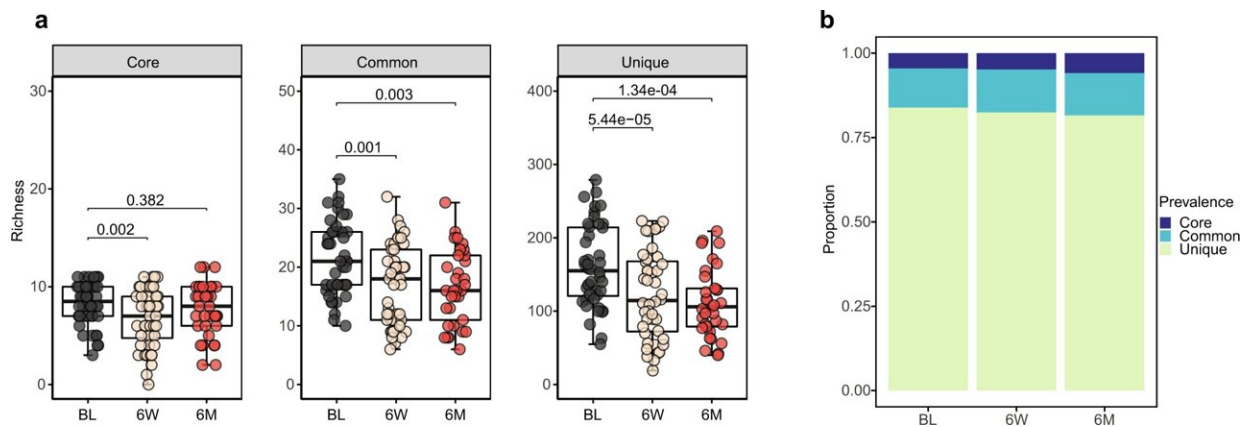 a
b
Core
Common
Unique
Richness
30
20
10
0
0.382
0.002
BL
6W
6M
50
40
30
20
10
0
0.003
0.001
BL
6W
6M
400
300
200
100
0
1.34e−04
5.44e−05
BL
6W
6M
Proportion
1.00
0.75
0.50
0.25
0.00
BL
6W
6M
Prevalence
Core
Common
Unique